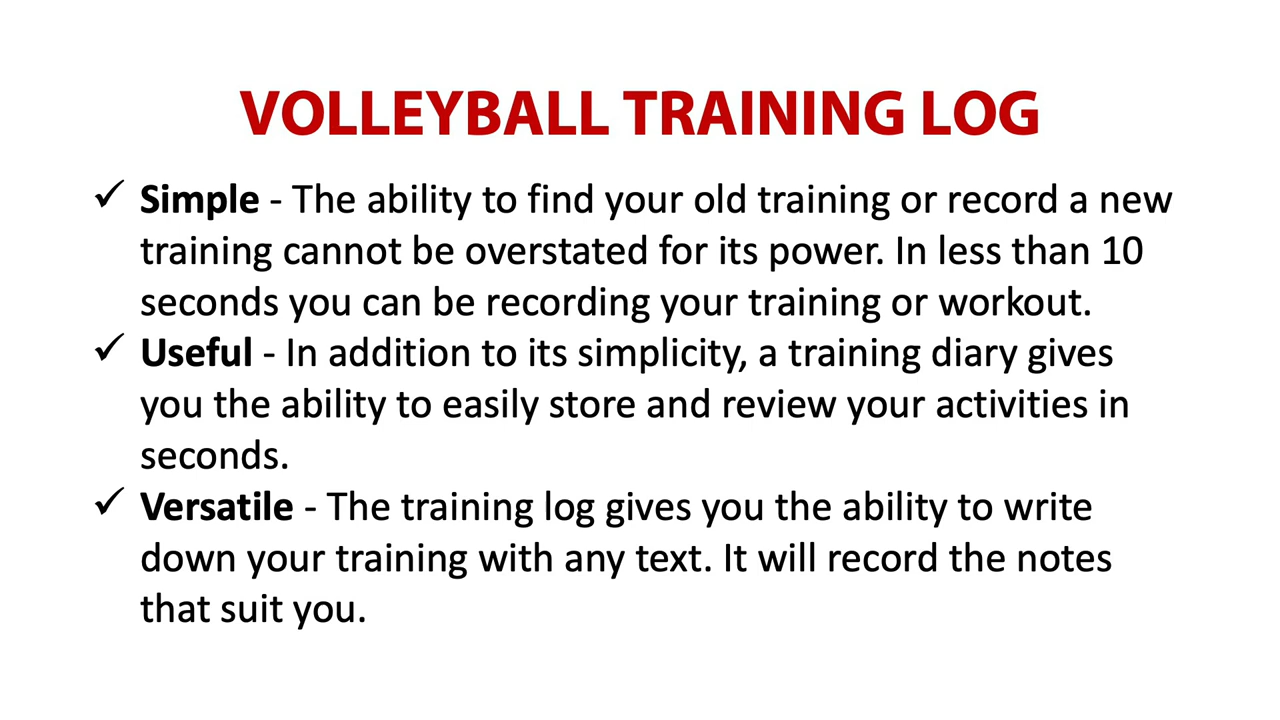 VOLLEYBALL TRAINING LOG
✓ Simple - The ability to find your old training or record a new
training cannot be overstated for its power. In less than 10
seconds you can be recording your training or workout.
✓ Useful - In addition to its simplicity, a training diary gives
you the ability to easily store and review your activities in
seconds.
✓ Versatile - The training log gives you the ability to write
down your training with any text. It will record the notes
that suit you.